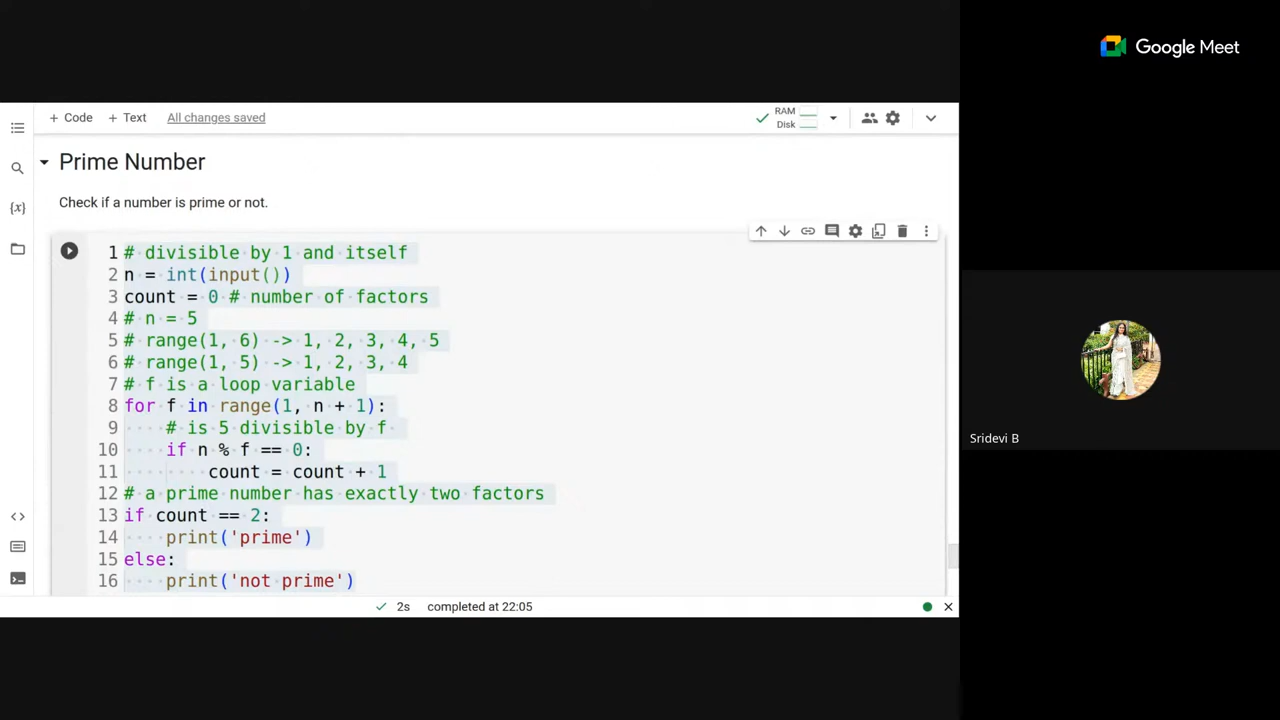 Google Meet
+ Code + Text All changes saved
RAM
Disk
Prime Number
Check if a number is prime or not.
{x}
1 # divisible by 1 and itself
2 n = int(input())
3 count = 0 # number of factors
4 # n = 5
5 # range(1, 6) -> 1, 2, 3, 4, 5
6 # range(1, 5) -> 1, 2, 3, 4
7 # f is a loop variable
8 for f in range(1, n + 1):
9     # is 5 divisible by f
10     if n % f == 0:
11         count = count + 1
12 # a prime number has exactly two factors
13 if count == 2:
14     print('prime')
15 else:
16     print('not prime')
2s completed at 22:05
Sridevi B